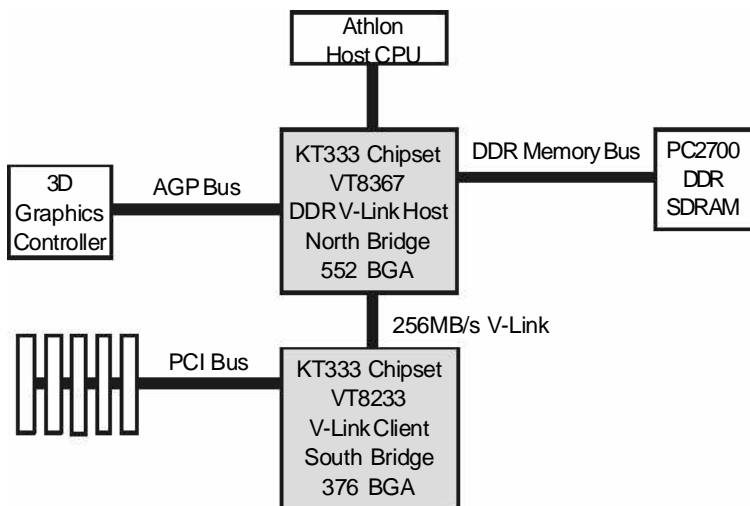 Athlon
Host CPU
KT333 Chipset
VT8367
DDR V-Link Host
North Bridge
552 BGA
DDR Memory Bus
PC2700
DDR
SDRAM
AGP Bus
3D
Graphics
Controller
256MB/s V-Link
PCI Bus
KT333 Chipset
VT8233
V-Link Client
South Bridge
376 BGA